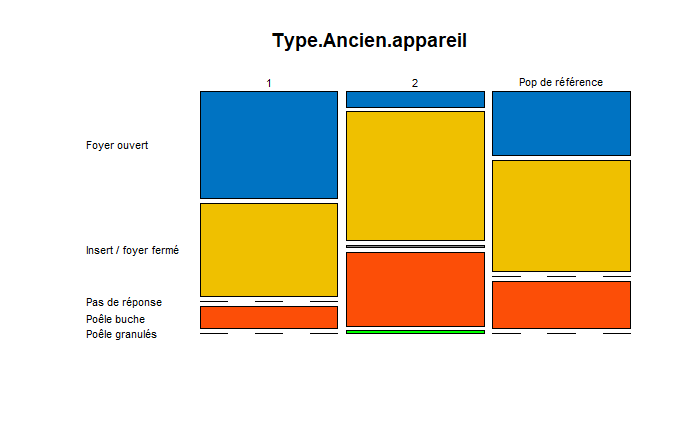 Type.Ancien.appareil
1
2
Pop de référence
Foyer ouvert
Insert / foyer fermé
Pas de réponse
Poêle buche
Poêle granulés